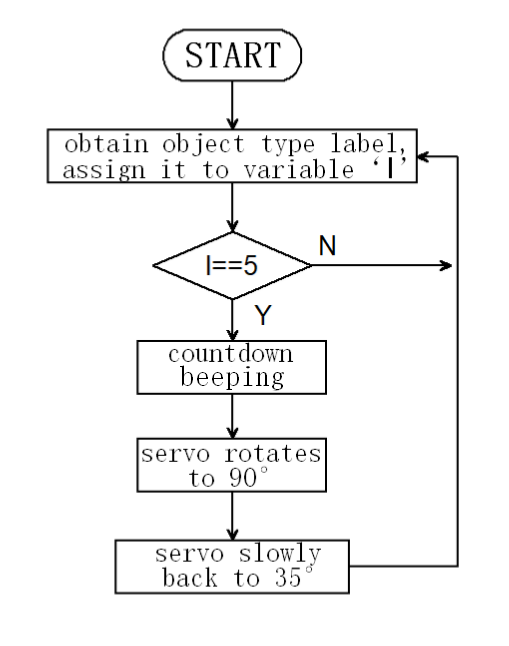 START
obtain object type label,
assign it to variable ‘I’
I==5
N
Y
countdown
beeping
servo rotates
to 90°
servo slowly
back to 35°